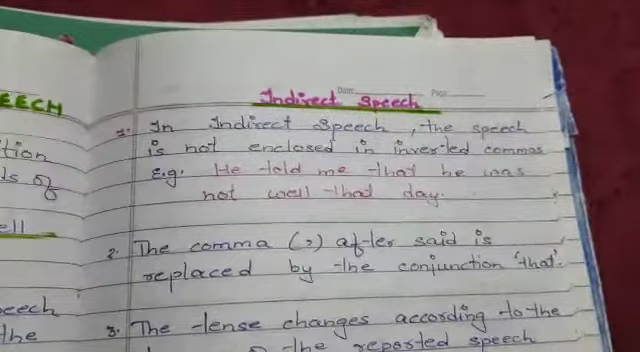 EECH
ition
ls of
ell
peech
the
Date: Page:
Indirect Speech
1. In Indirect speech, the speech
is not enclosed in inverted commas
E.g. He told me that he was
not well that day.
2. The comma (,) after said is
replaced by the conjunction 'that'.
3. The tense changes according to the
the reported speech